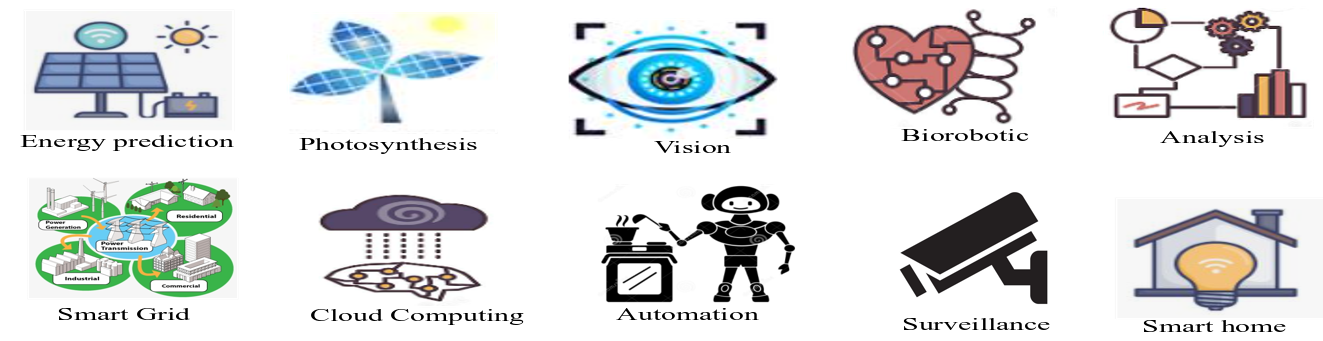 Energy prediction
Photosynthesis
Vision
Biorobotic
Analysis
Power
Generation
Residential
Power
Transmission
Industrial
Commercial
Smart Grid
Cloud Computing
Automation
Surveillance
Smart home